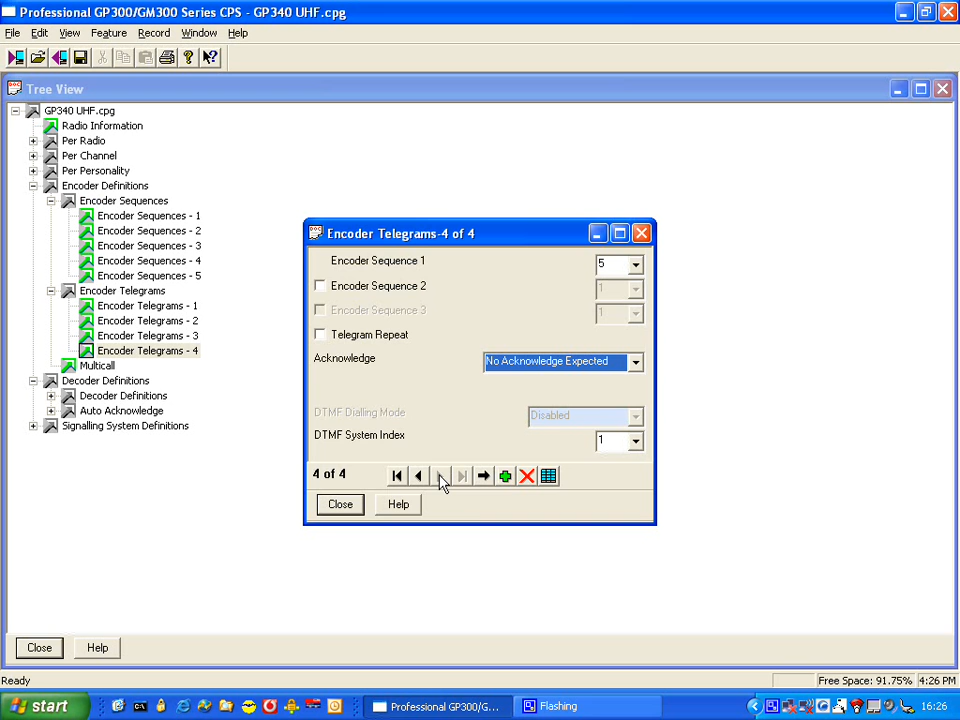 Professional GP300/GM300 Series CPS - GP340 UHF.cpg
File Edit View Feature Record Window Help
Tree View
GP340 UHF.cpg
Radio Information
Per Radio
Per Channel
Per Personality
Encoder Definitions
Encoder Sequences
Encoder Sequences - 1
Encoder Sequences - 2
Encoder Sequences - 3
Encoder Sequences - 4
Encoder Sequences - 5
Encoder Telegrams
Encoder Telegrams - 1
Encoder Telegrams - 2
Encoder Telegrams - 3
Encoder Telegrams - 4
Multicall
Decoder Definitions
Decoder Definitions
Auto Acknowledge
Signalling System Definitions
Encoder Telegrams-4 of 4
Encoder Sequence 1 5
Encoder Sequence 2 1
Encoder Sequence 3 1
Telegram Repeat
Acknowledge No Acknowledge Expected
DTMF Dialling Mode Disabled
DTMF System Index 1
4 of 4
Close Help
Close Help
Ready Free Space: 91.75% 4:26 PM
start Professional GP300/G... Flashing 16:26